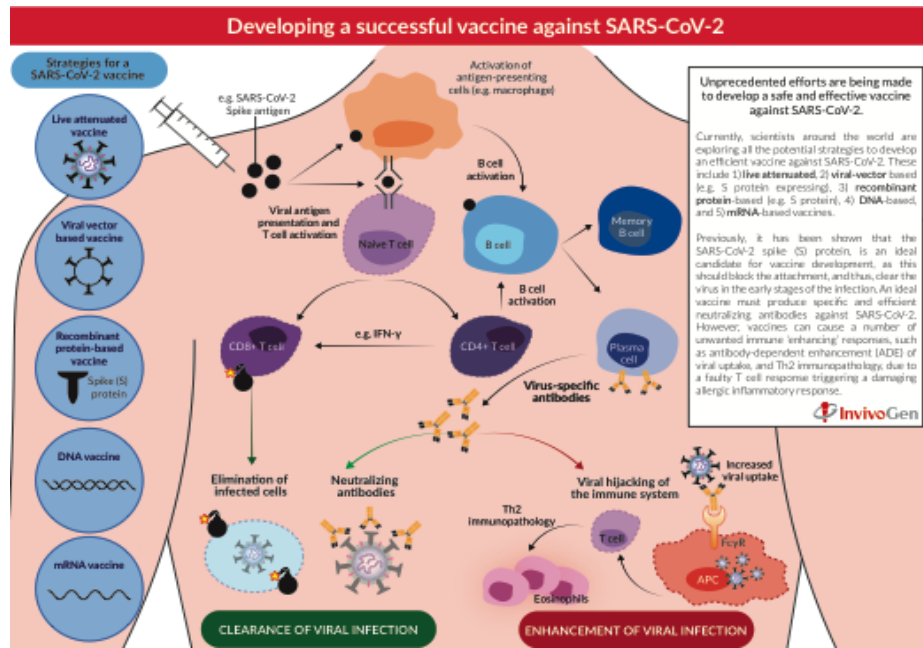 Developing a successful vaccine against SARS-CoV-2
Strategies for a
SARS-CoV-2 vaccine
Live attenuated
vaccine
Viral vector
based vaccine
Recombinant
protein-based
vaccine
Spike (S)
protein
DNA vaccine
mRNA vaccine
e.g. SARS-CoV-2
Spike antigen
Activation of
antigen-presenting
cells (e.g. macrophage)
B cell
activation
Viral antigen
presentation and
T cell activation
Naive T cell
B cell
Memory
B cell
B cell
activation
CD8+ T cell
e.g. IFN-γ
CD4+ T cell
Plasma
cell
Virus-specific
antibodies
Elimination of
infected cells
Neutralizing
antibodies
Viral hijacking of
the immune system
Increased
viral uptake
Th2
immunopathology
T cell
FcγR
APC
Eosinophils
CLEARANCE OF VIRAL INFECTION
ENHANCEMENT OF VIRAL INFECTION
Unprecedented efforts are being made
to develop a safe and effective vaccine
against SARS-CoV-2.
Currently, scientists around the world are
exploring all the potential strategies to develop
an efficient vaccine against SARS-CoV-2. These
include 1) live attenuated, 2) viral-vector based
(e.g. S protein expressing), 3) recombinant
protein-based (e.g. S protein), 4) DNA-based,
and 5) mRNA-based vaccines.
Previously, it has been shown that the
SARS-CoV-2 spike (S) protein, is an ideal
candidate for vaccine development, as this
should block the attachment, and thus, clear the
virus in the early stages of the infection. An ideal
vaccine must produce specific and efficient
neutralizing antibodies against SARS-CoV-2.
However, vaccines can cause a number of
unwanted immune 'enhancing' responses, such
as antibody-dependent enhancement (ADE) of
viral uptake, and Th2 immunopathology, due to
a faulty T cell response triggering a damaging
allergic inflammatory response.
InvivoGen